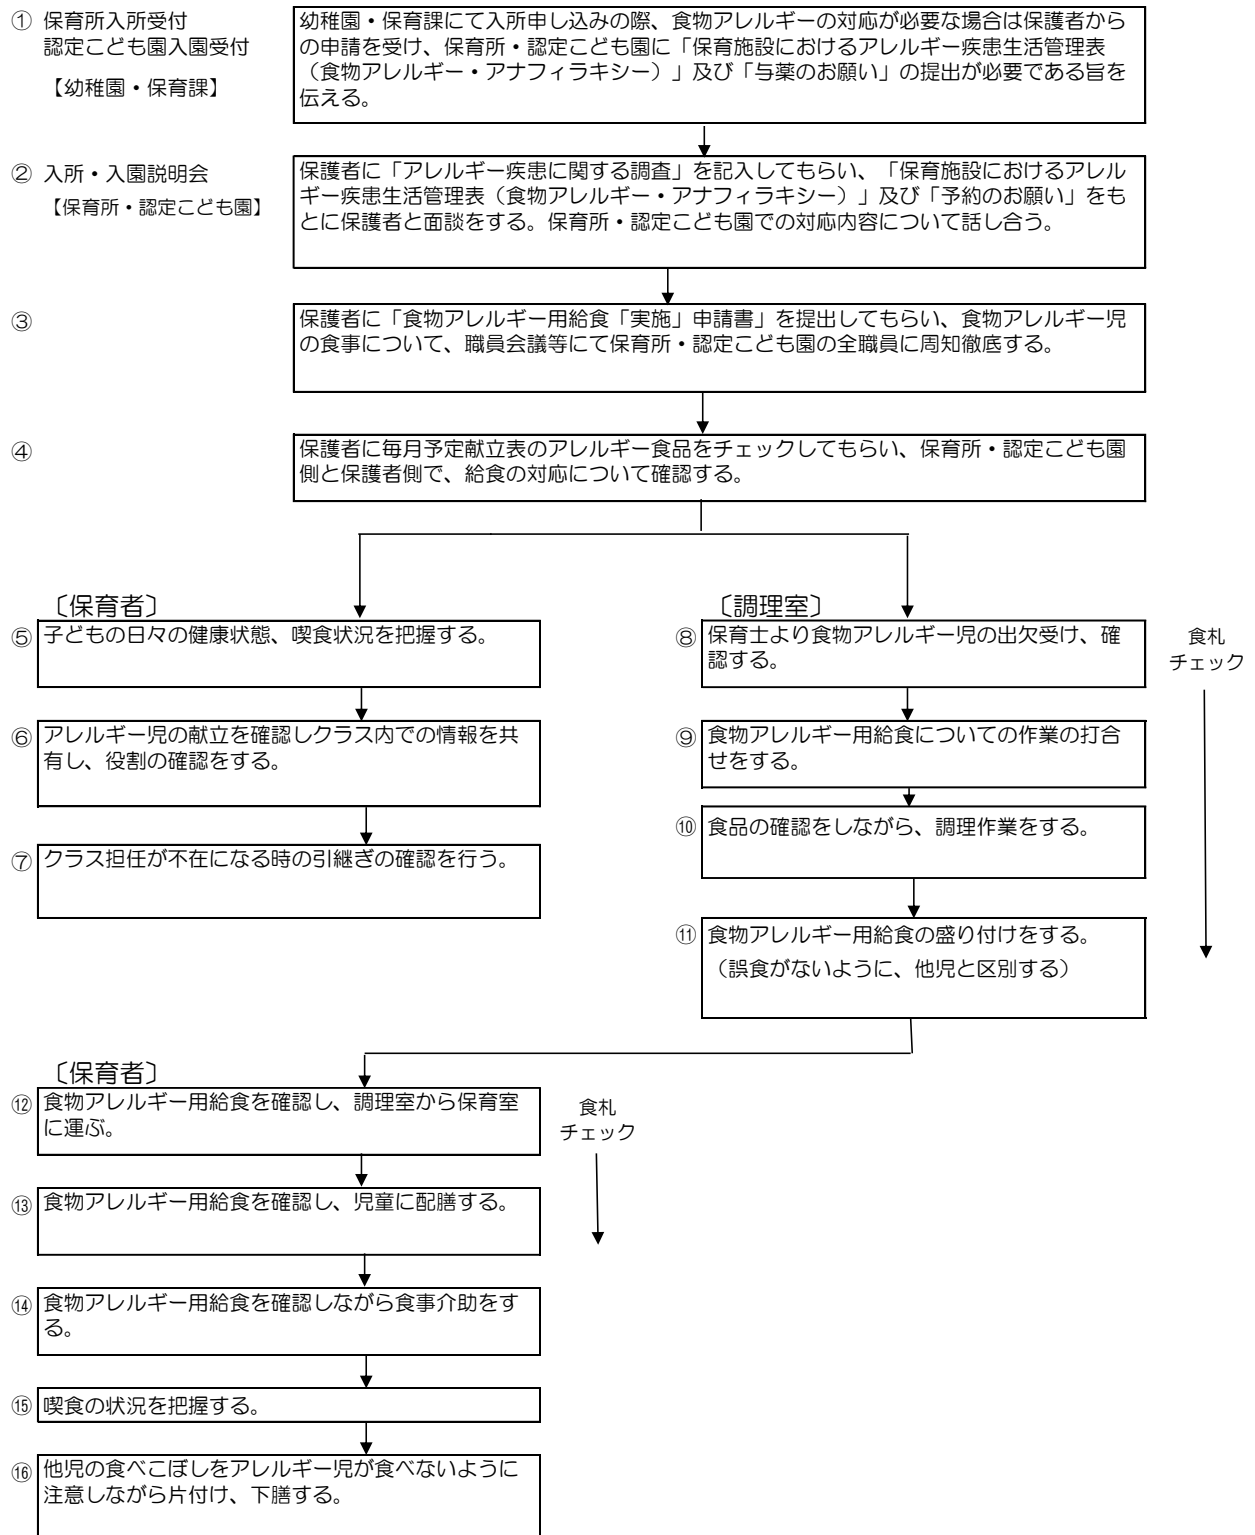 ① 保育所入所受付
認定こども園入園受付
【幼稚園・保育課】
幼稚園・保育課にて入所申し込みの際、食物アレルギーの対応が必要な場合は保護者から
の申請を受け、保育所・認定こども園に「保育施設におけるアレルギー疾患生活管理表
（食物アレルギー・アナフィラキシー）」及び「与薬のお願い」の提出が必要である旨を
伝える。
② 入所・入園説明会
【保育所・認定こども園】
保護者に「アレルギー疾患に関する調査」を記入してもらい、「保育施設におけるアレル
ギー疾患生活管理表（食物アレルギー・アナフィラキシー）」及び「予約のお願い」をも
とに保護者と面談をする。保育所・認定こども園での対応内容について話し合う。
③
保護者に「食物アレルギー用給食「実施」申請書」を提出してもらい、食物アレルギー児
の食事について、職員会議等にて保育所・認定こども園の全職員に周知徹底する。
④
保護者に毎月予定献立表のアレルギー食品をチェックしてもらい、保育所・認定こども園
側と保護者側で、給食の対応について確認する。
〔保育者〕
⑤ 子どもの日々の健康状態、喫食状況を把握する。
⑥ アレルギー児の献立を確認しクラス内での情報を共
有し、役割の確認をする。
⑦ クラス担任が不在になる時の引継ぎの確認を行う。
〔調理室〕
⑧ 保育士より食物アレルギー児の出欠受け、確
認する。
⑨ 食物アレルギー用給食についての作業の打合
せをする。
⑩ 食品の確認をしながら、調理作業をする。
⑪ 食物アレルギー用給食の盛り付けをする。
（誤食がないように、他児と区別する）
食札
チェック
〔保育者〕
⑫ 食物アレルギー用給食を確認し、調理室から保育室
に運ぶ。
⑬ 食物アレルギー用給食を確認し、児童に配膳する。
⑭ 食物アレルギー用給食を確認しながら食事介助をす
る。
⑮ 喫食の状況を把握する。
⑯ 他児の食べこぼしをアレルギー児が食べないように
注意しながら片付け、下膳する。
食札
チェック